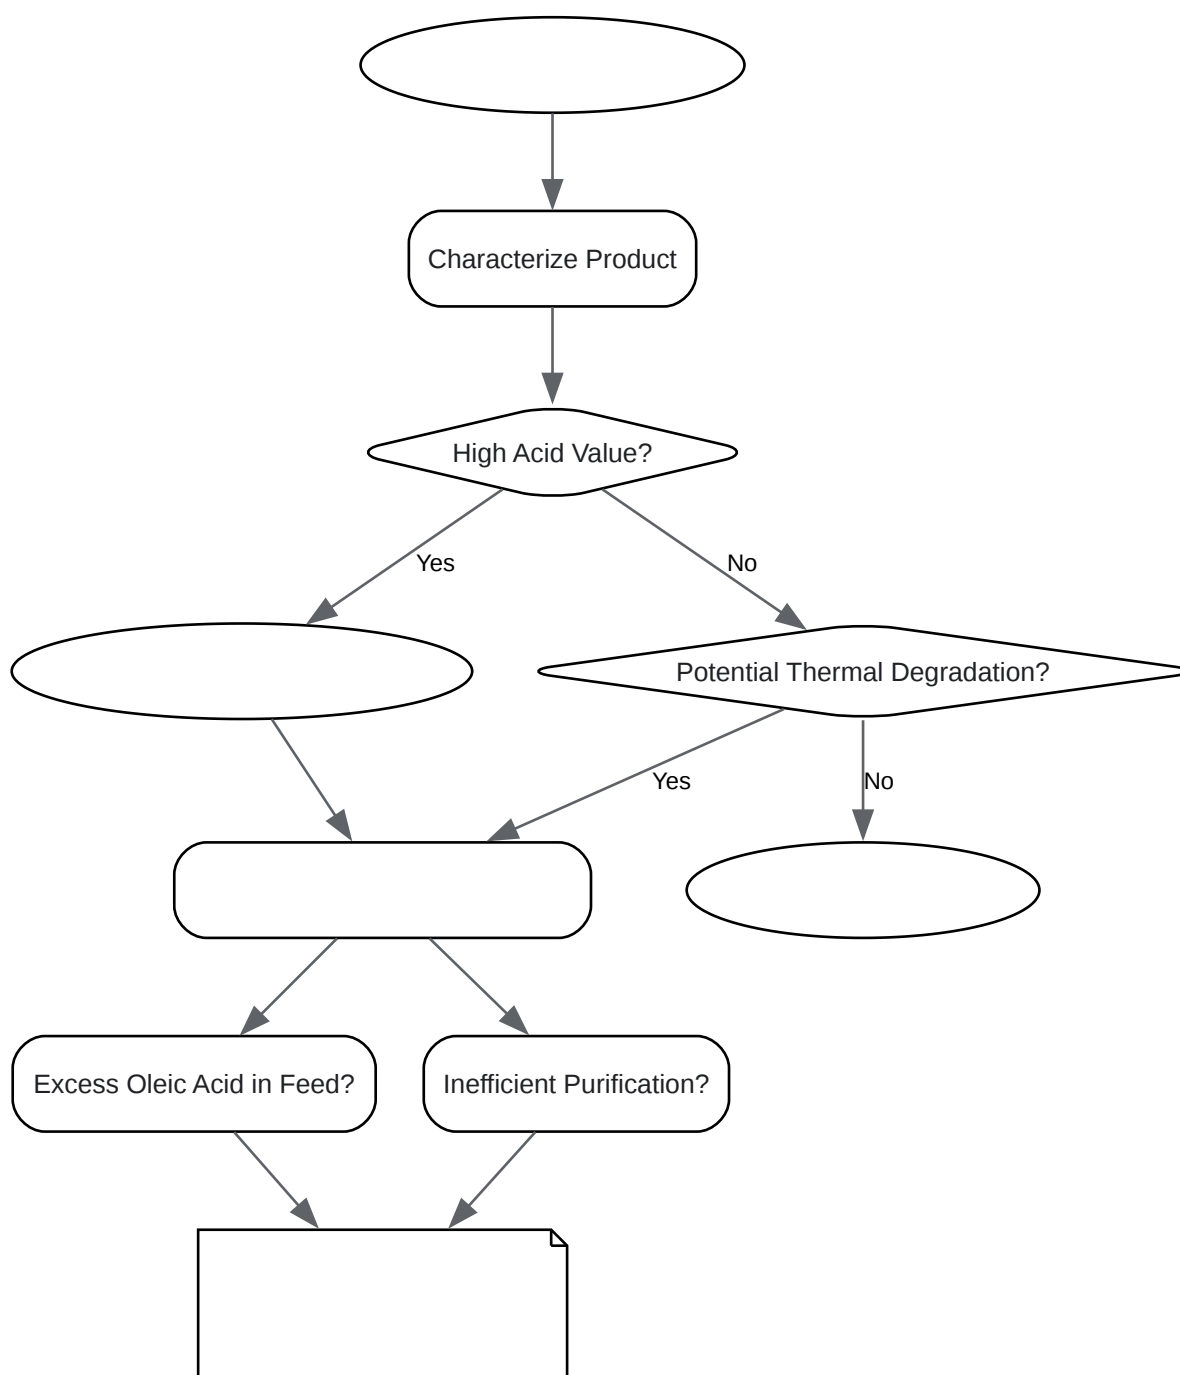 Characterize Product
High Acid Value?
Yes
No
Potential Thermal Degradation?
Yes
No
Excess Oleic Acid in Feed?
Inefficient Purification?